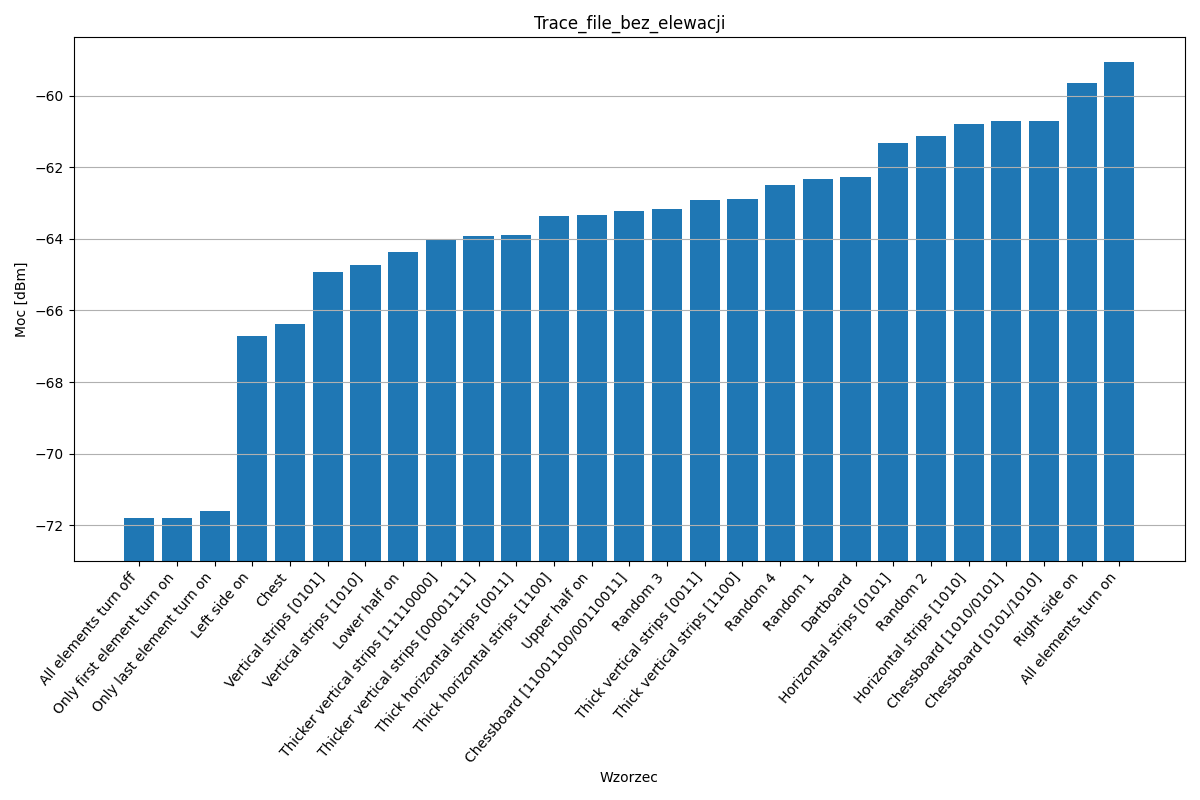 Trace_file_bez_elewacji
Moc [dBm]
−60
−62
−64
−66
−68
−70
−72
All elements turn off
Only first element turn on
Only last element turn on
Left side on
Chest
Vertical strips [0101]
Vertical strips [1010]
Lower half on
Thicker vertical strips [11110000]
Thicker vertical strips [00001111]
Thick horizontal strips [0011]
Thick horizontal strips [1100]
Upper half on
Chessboard [11001100/00110011]
Random 3
Thick vertical strips [0011]
Thick vertical strips [1100]
Random 4
Random 1
Dartboard
Horizontal strips [0101]
Random 2
Horizontal strips [1010]
Chessboard [1010/0101]
Chessboard [0101/1010]
Right side on
All elements turn on
Wzorzec